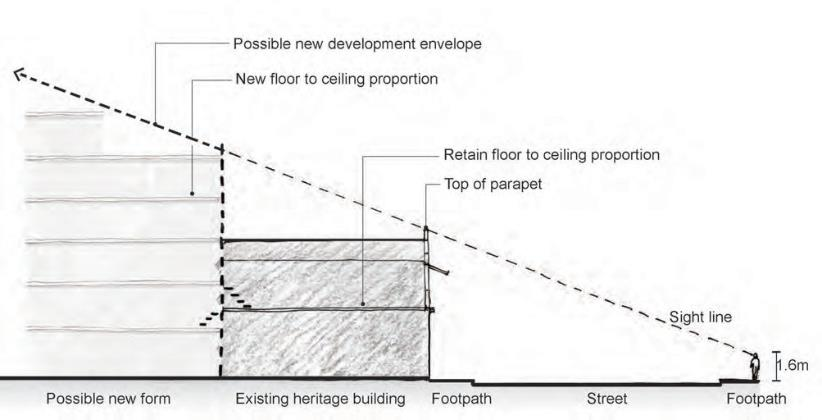 Possible new development envelope
New floor to ceiling proportion
Retain floor to ceiling proportion
Top of parapet
Sight line
1.6m
Possible new form
Existing heritage building
Footpath
Street
Footpath